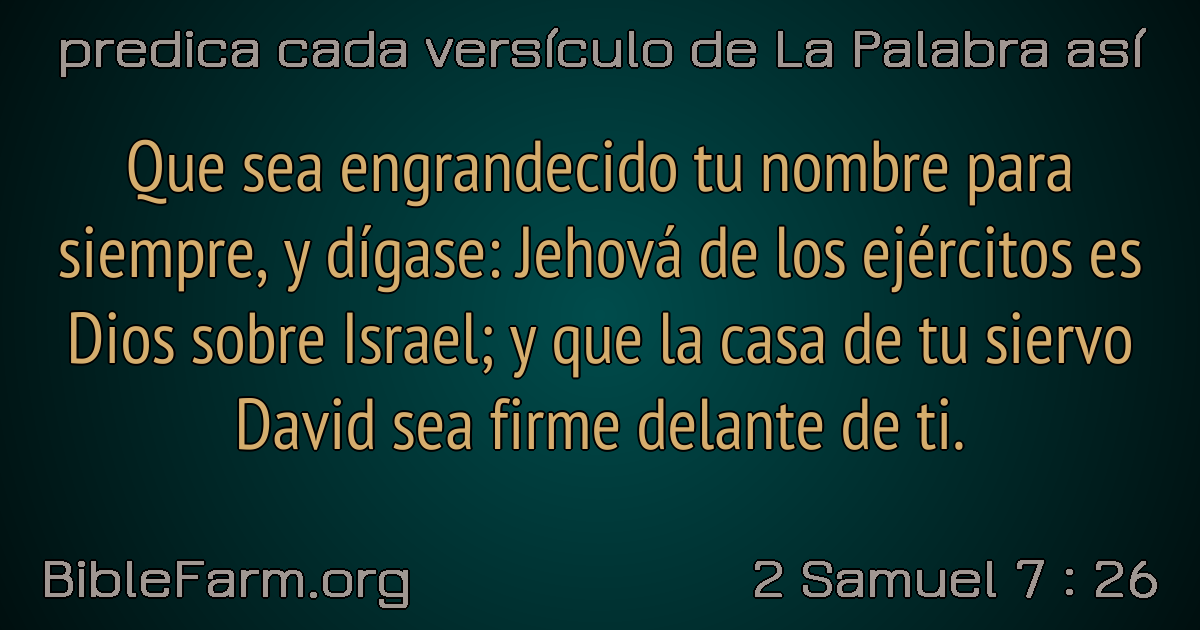 predica cada versículo de La Palabra así
Que sea engrandecido tu nombre para
siempre, y dígase: Jehová de los ejércitos es
Dios sobre Israel; y que la casa de tu siervo
David sea firme delante de ti.
BibleFarm.org
2 Samuel 7 : 26